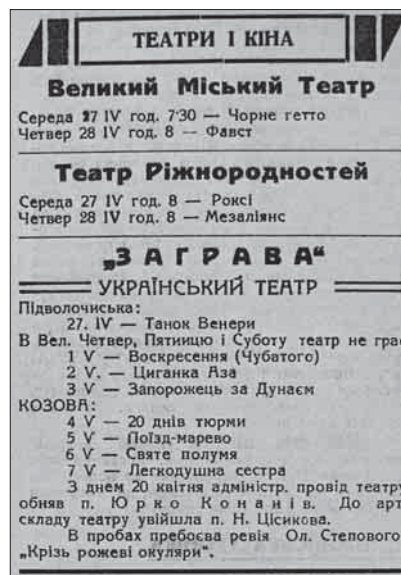 ТЕАТРИ І КІНА
Великий Міський Театр
Середа 27 IV год. 7·30 — Чорне гетто
Четвер 28 IV год. 8 — Фавст
Театр Ріжнородностей
Середа 27 IV год. 8 — Роксі
Четвер 28 IV год. 8 — Мезаліянс
„ЗАГРАВА“
УКРАЇНСЬКИЙ ТЕАТР
Підволочиська:
27. IV — Танок Венери
В Вел. Четвер, Пятницю і Суботу театр не грає
1 V — Воскресення (Чубатого)
2 V. — Циганка Аза
3 V — Запорожець за Дунаєм
КОЗОВА:
4 V — 20 днів тюрми
5 V — Поїзд-марево
6 V — Святе полумя
7 V — Легкодушна сестра
З днем 20 квітня адміністр. провід театру
обняв п. Юрко Конанів. До арт.
складу театру увійшла п. Н. Цісикова.
В пробах пребоєва ревія Ол. Степового
„Крізь рожеві окуляри“.